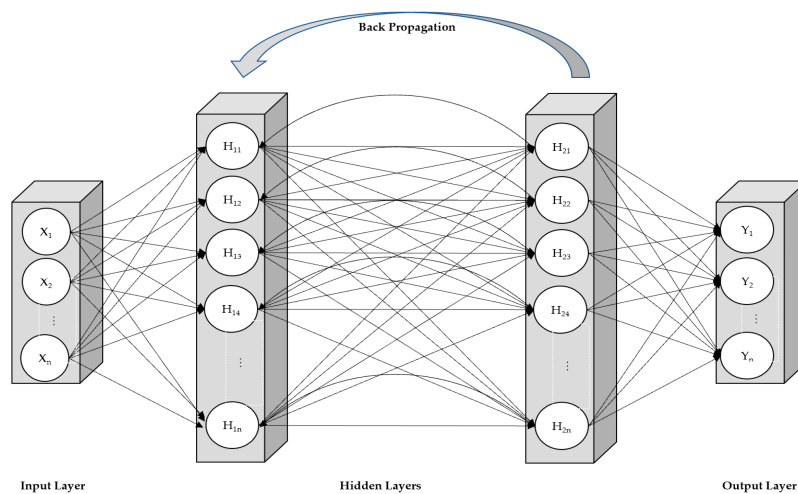 Back Propagation
X₁
X₂
⋮
Xₙ
H₁₁
H₁₂
H₁₃
H₁₄
⋮
H₁ₙ
H₂₁
H₂₂
H₂₃
H₂₄
⋮
H₂ₙ
Y₁
Y₂
⋮
Yₙ
Input Layer
Hidden Layers
Output Layer